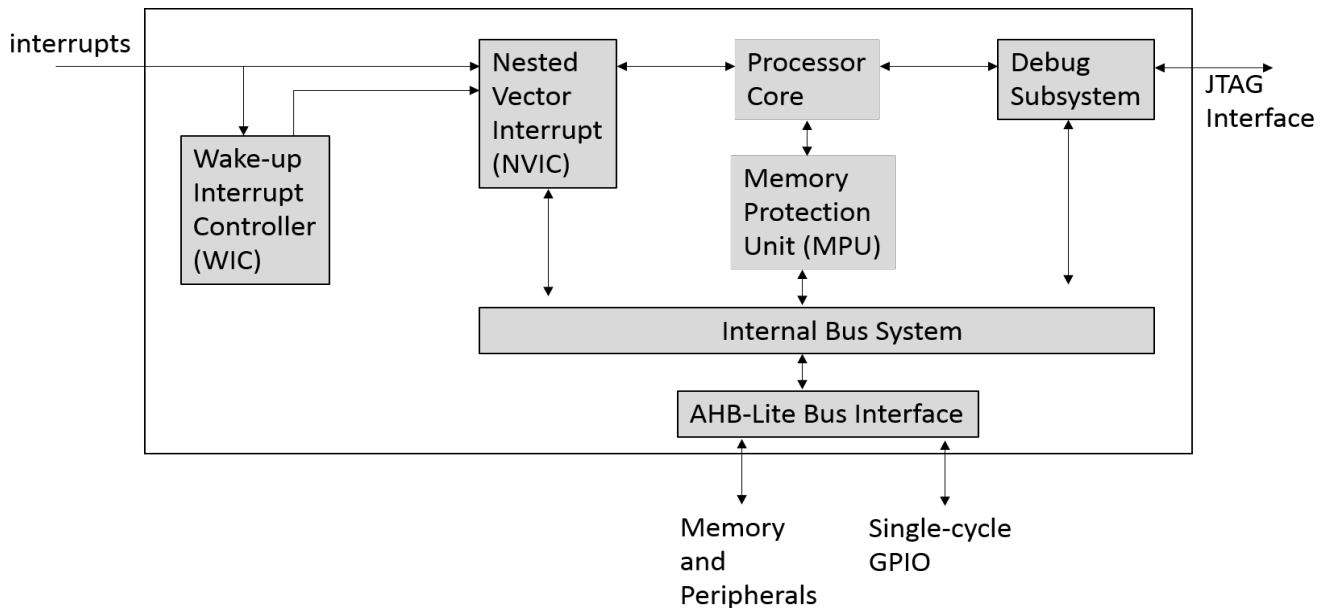 interrupts
Nested
Vector
Interrupt
(NVIC)
Processor
Core
Debug
Subsystem
JTAG
Interface
Wake-up
Interrupt
Controller
(WIC)
Memory
Protection
Unit (MPU)
Internal Bus System
AHB-Lite Bus Interface
Memory
and
Peripherals
Single-cycle
GPIO